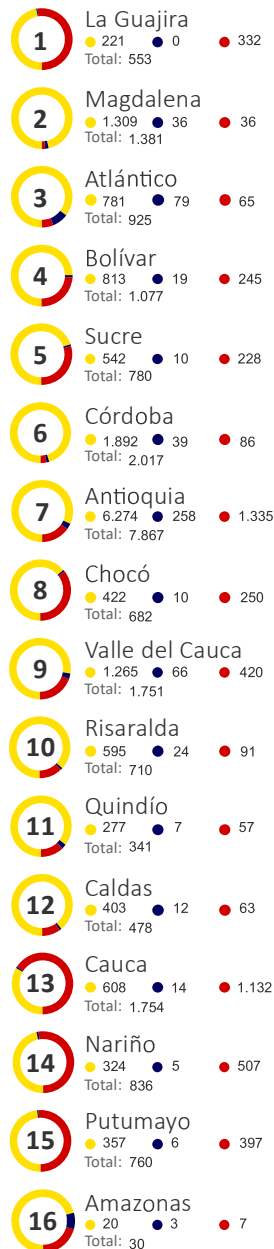 1
La Guajira
221 0 332
Total: 553
2
Magdalena
1.309 36 36
Total: 1.381
3
Atlántico
781 79 65
Total: 925
4
Bolívar
813 19 245
Total: 1.077
5
Sucre
542 10 228
Total: 780
6
Córdoba
1.892 39 86
Total: 2.017
7
Antioquia
6.274 258 1.335
Total: 7.867
8
Chocó
422 10 250
Total: 682
9
Valle del Cauca
1.265 66 420
Total: 1.751
10
Risaralda
595 24 91
Total: 710
11
Quindío
277 7 57
Total: 341
12
Caldas
403 12 63
Total: 478
13
Cauca
608 14 1.132
Total: 1.754
14
Nariño
324 5 507
Total: 836
15
Putumayo
357 6 397
Total: 760
16
Amazonas
20 3 7
Total: 30